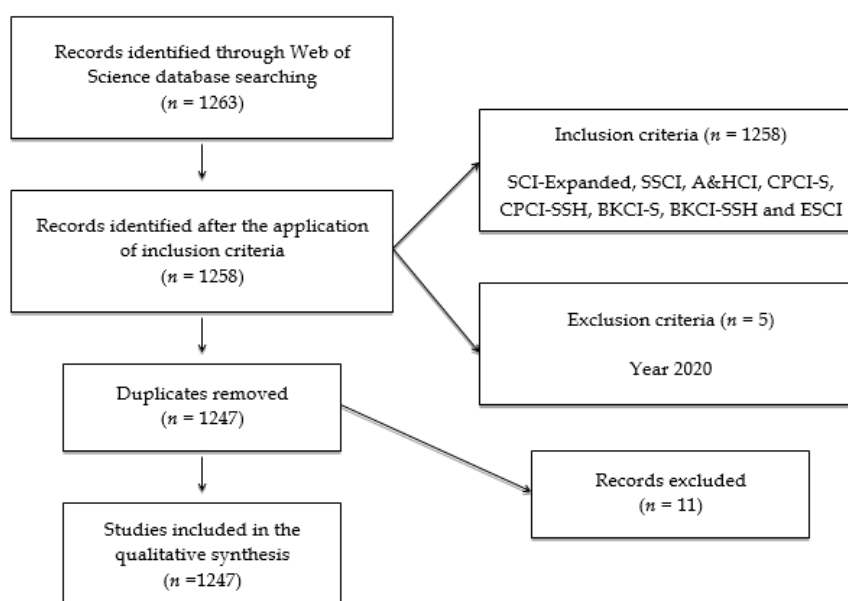 Records identified through Web of
Science database searching
(n = 1263)
Records identified after the application
of inclusion criteria
(n = 1258)
Inclusion criteria (n = 1258)
SCI-Expanded, SSCI, A&HCI, CPCI-S,
CPCI-SSH, BKCI-S, BKCI-SSH and ESCI
Exclusion criteria (n = 5)
Year 2020
Duplicates removed
(n = 1247)
Records excluded
(n = 11)
Studies included in the
qualitative synthesis
(n =1247)